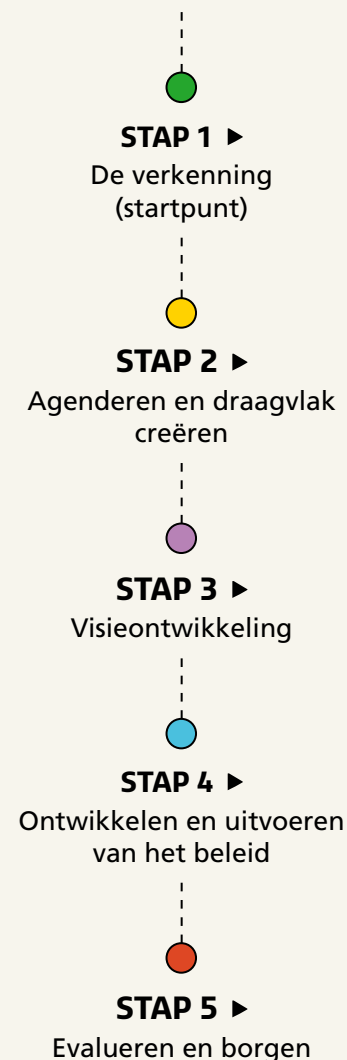 STAP 1 ▶
De verkenning
(startpunt)
STAP 2 ▶
Agenderen en draagvlak
creëren
STAP 3 ▶
Visieontwikkeling
STAP 4 ▶
Ontwikkelen en uitvoeren
van het beleid
STAP 5 ▶
Evalueren en borgen